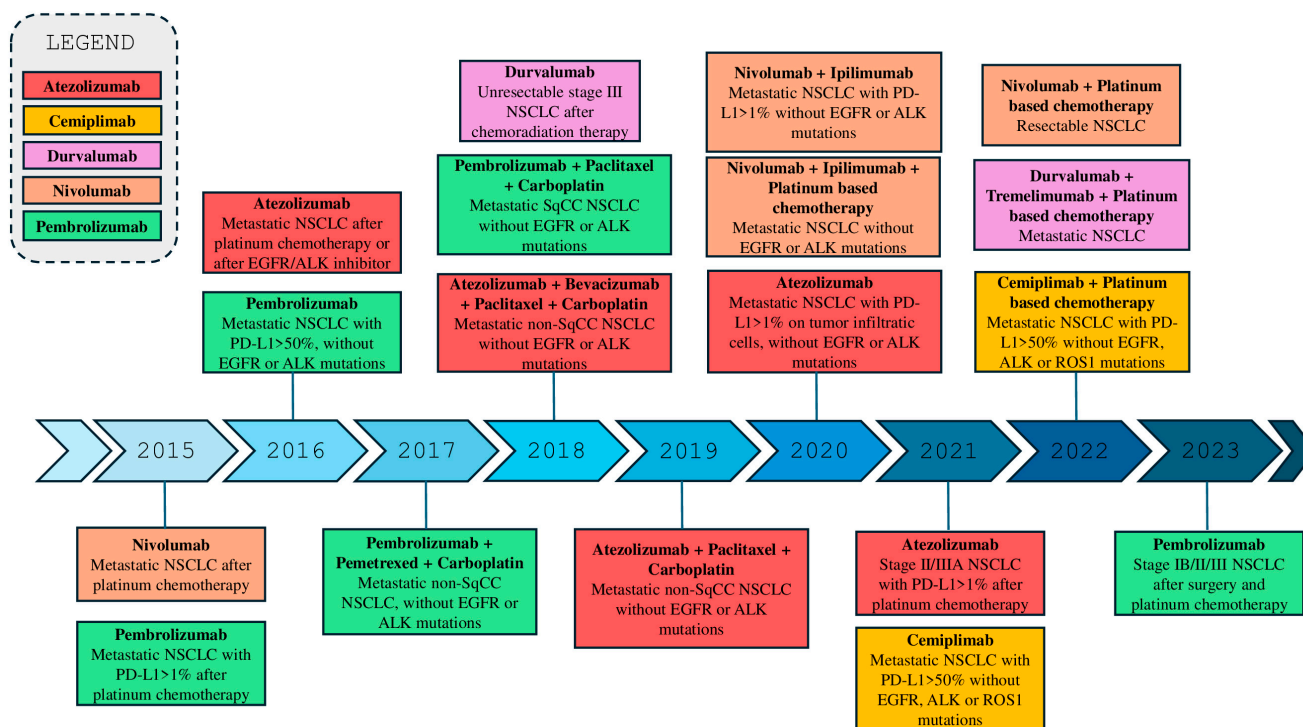 LEGEND
Atezolizumab
Cemiplimab
Durvalumab
Nivolumab
Pembrolizumab
Atezolizumab
Metastatic NSCLC after
platinum chemotherapy or
after EGFR/ALK inhibitor
Pembrolizumab
Metastatic NSCLC with
PD-L1>50%, without
EGFR or ALK mutations
Durvalumab
Unresectable stage III
NSCLC after
chemoradiation therapy
Pembrolizumab + Paclitaxel
+ Carboplatin
Metastatic SqCC NSCLC
without EGFR or ALK
mutations
Atezolizumab + Bevacizumab
+ Paclitaxel + Carboplatin
Metastatic non-SqCC NSCLC
without EGFR or ALK
mutations
Nivolumab + Ipilimumab
Metastatic NSCLC with PD-
L1>1% without EGFR or ALK
mutations
Nivolumab + Ipilimumab +
Platinum based
chemotherapy
Metastatic NSCLC without
EGFR or ALK mutations
Atezolizumab
Metastatic NSCLC with PD-
L1>1% on tumor infiltratic
cells, without EGFR or ALK
mutations
Nivolumab + Platinum
based chemotherapy
Resectable NSCLC
Durvalumab +
Tremelimumab + Platinum
based chemotherapy
Metastatic NSCLC
Cemiplimab + Platinum
based chemotherapy
Metastatic NSCLC with PD-
L1>50% without EGFR,
ALK or ROS1 mutations
2015
2016
2017
2018
2019
2020
2021
2022
2023
Nivolumab
Metastatic NSCLC after
platinum chemotherapy
Pembrolizumab
Metastatic NSCLC with
PD-L1>1% after
platinum chemotherapy
Pembrolizumab +
Pemetrexed + Carboplatin
Metastatic non-SqCC
NSCLC, without EGFR or
ALK mutations
Atezolizumab + Paclitaxel +
Carboplatin
Metastatic non-SqCC NSCLC
without EGFR or ALK
mutations
Atezolizumab
Stage II/IIIA NSCLC
with PD-L1>1% after
platinum chemotherapy
Cemiplimab
Metastatic NSCLC with
PD-L1>50% without
EGFR, ALK or ROS1
mutations
Pembrolizumab
Stage IB/II/III NSCLC
after surgery and
platinum chemotherapy